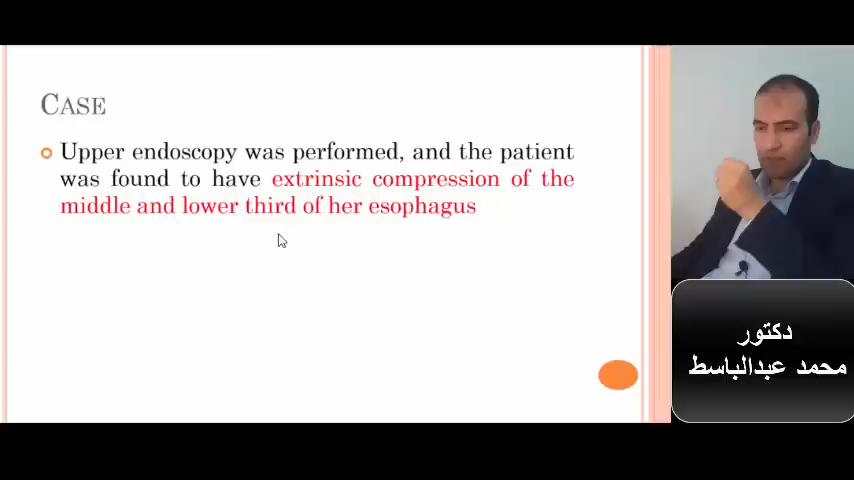 CASE
Upper endoscopy was performed, and the patient
was found to have extrinsic compression of the
middle and lower third of her esophagus
دكتور
محمد عبدالباسط